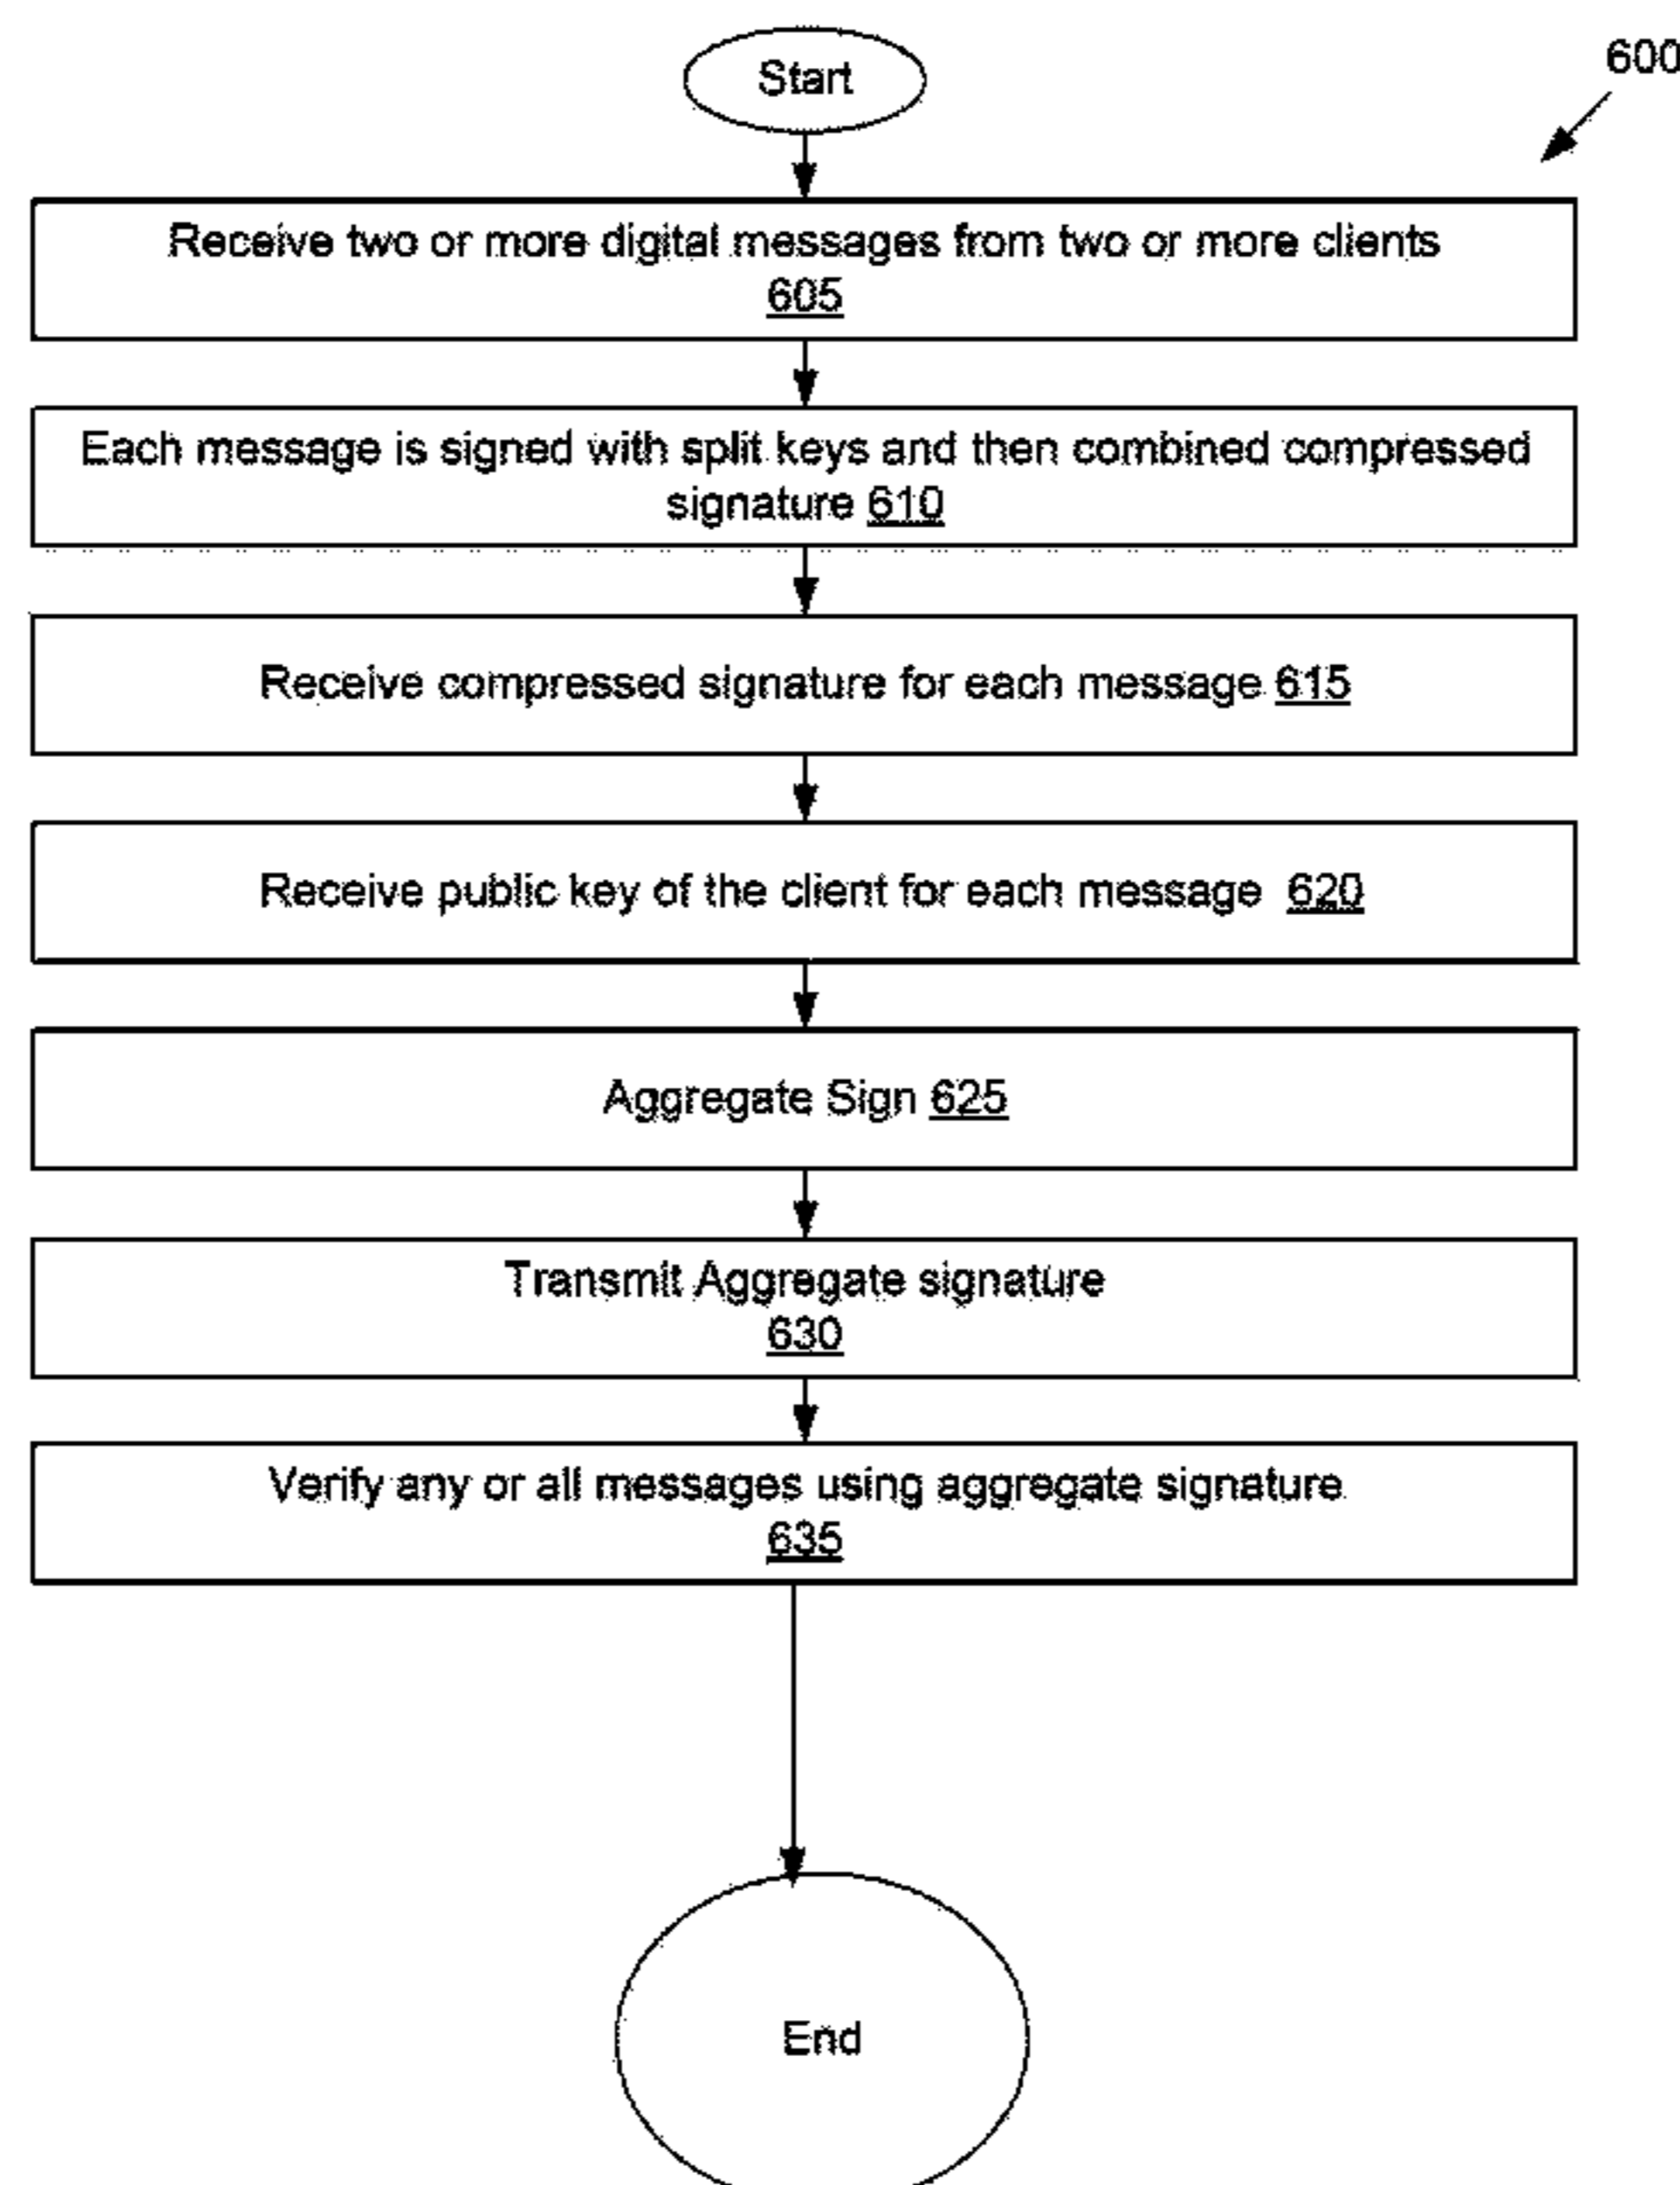 Start
600
Receive two or more digital messages from two or more clients
605
Each message is signed with split keys and then combined compressed
signature 610
Receive compressed signature for each message 615
Receive public key of the client for each message 620
Aggregate Sign 625
Transmit Aggregate signature
630
Verify any or all messages using aggregate signature
635
End